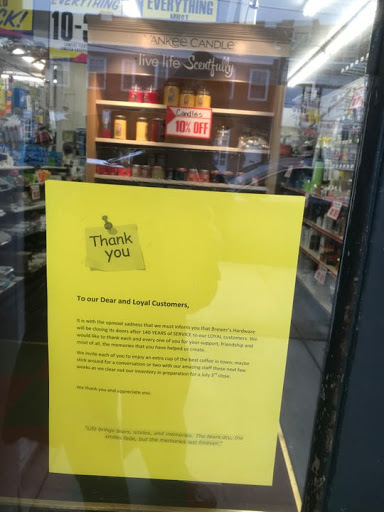 EVERYTHING
EVERYTHING
MUST
10-
YANKEE CANDLE
live life Scentfully
Candles
10% OFF
Thank
you
To our Dear and Loyal Customers,
It is with the upmost sadness that we must inform you that Brewer's Hardware
will be closing its doors after 140 YEARS of SERVICE to our LOYAL customers. We
would like to thank each and every one of you for your support, friendship and
most of all, the memories that you have helped us create.
We invite each of you to enjoy an extra cup of the best coffee in town, maybe
stick around for a conversation or two with our amazing staff these next few
weeks as we clear out our inventory in preparation for a July 3rd close.
We thank you and appreciate you.
"Life brings tears, smiles, and memories. The tears dry, the
smiles fade, but the memories last forever."